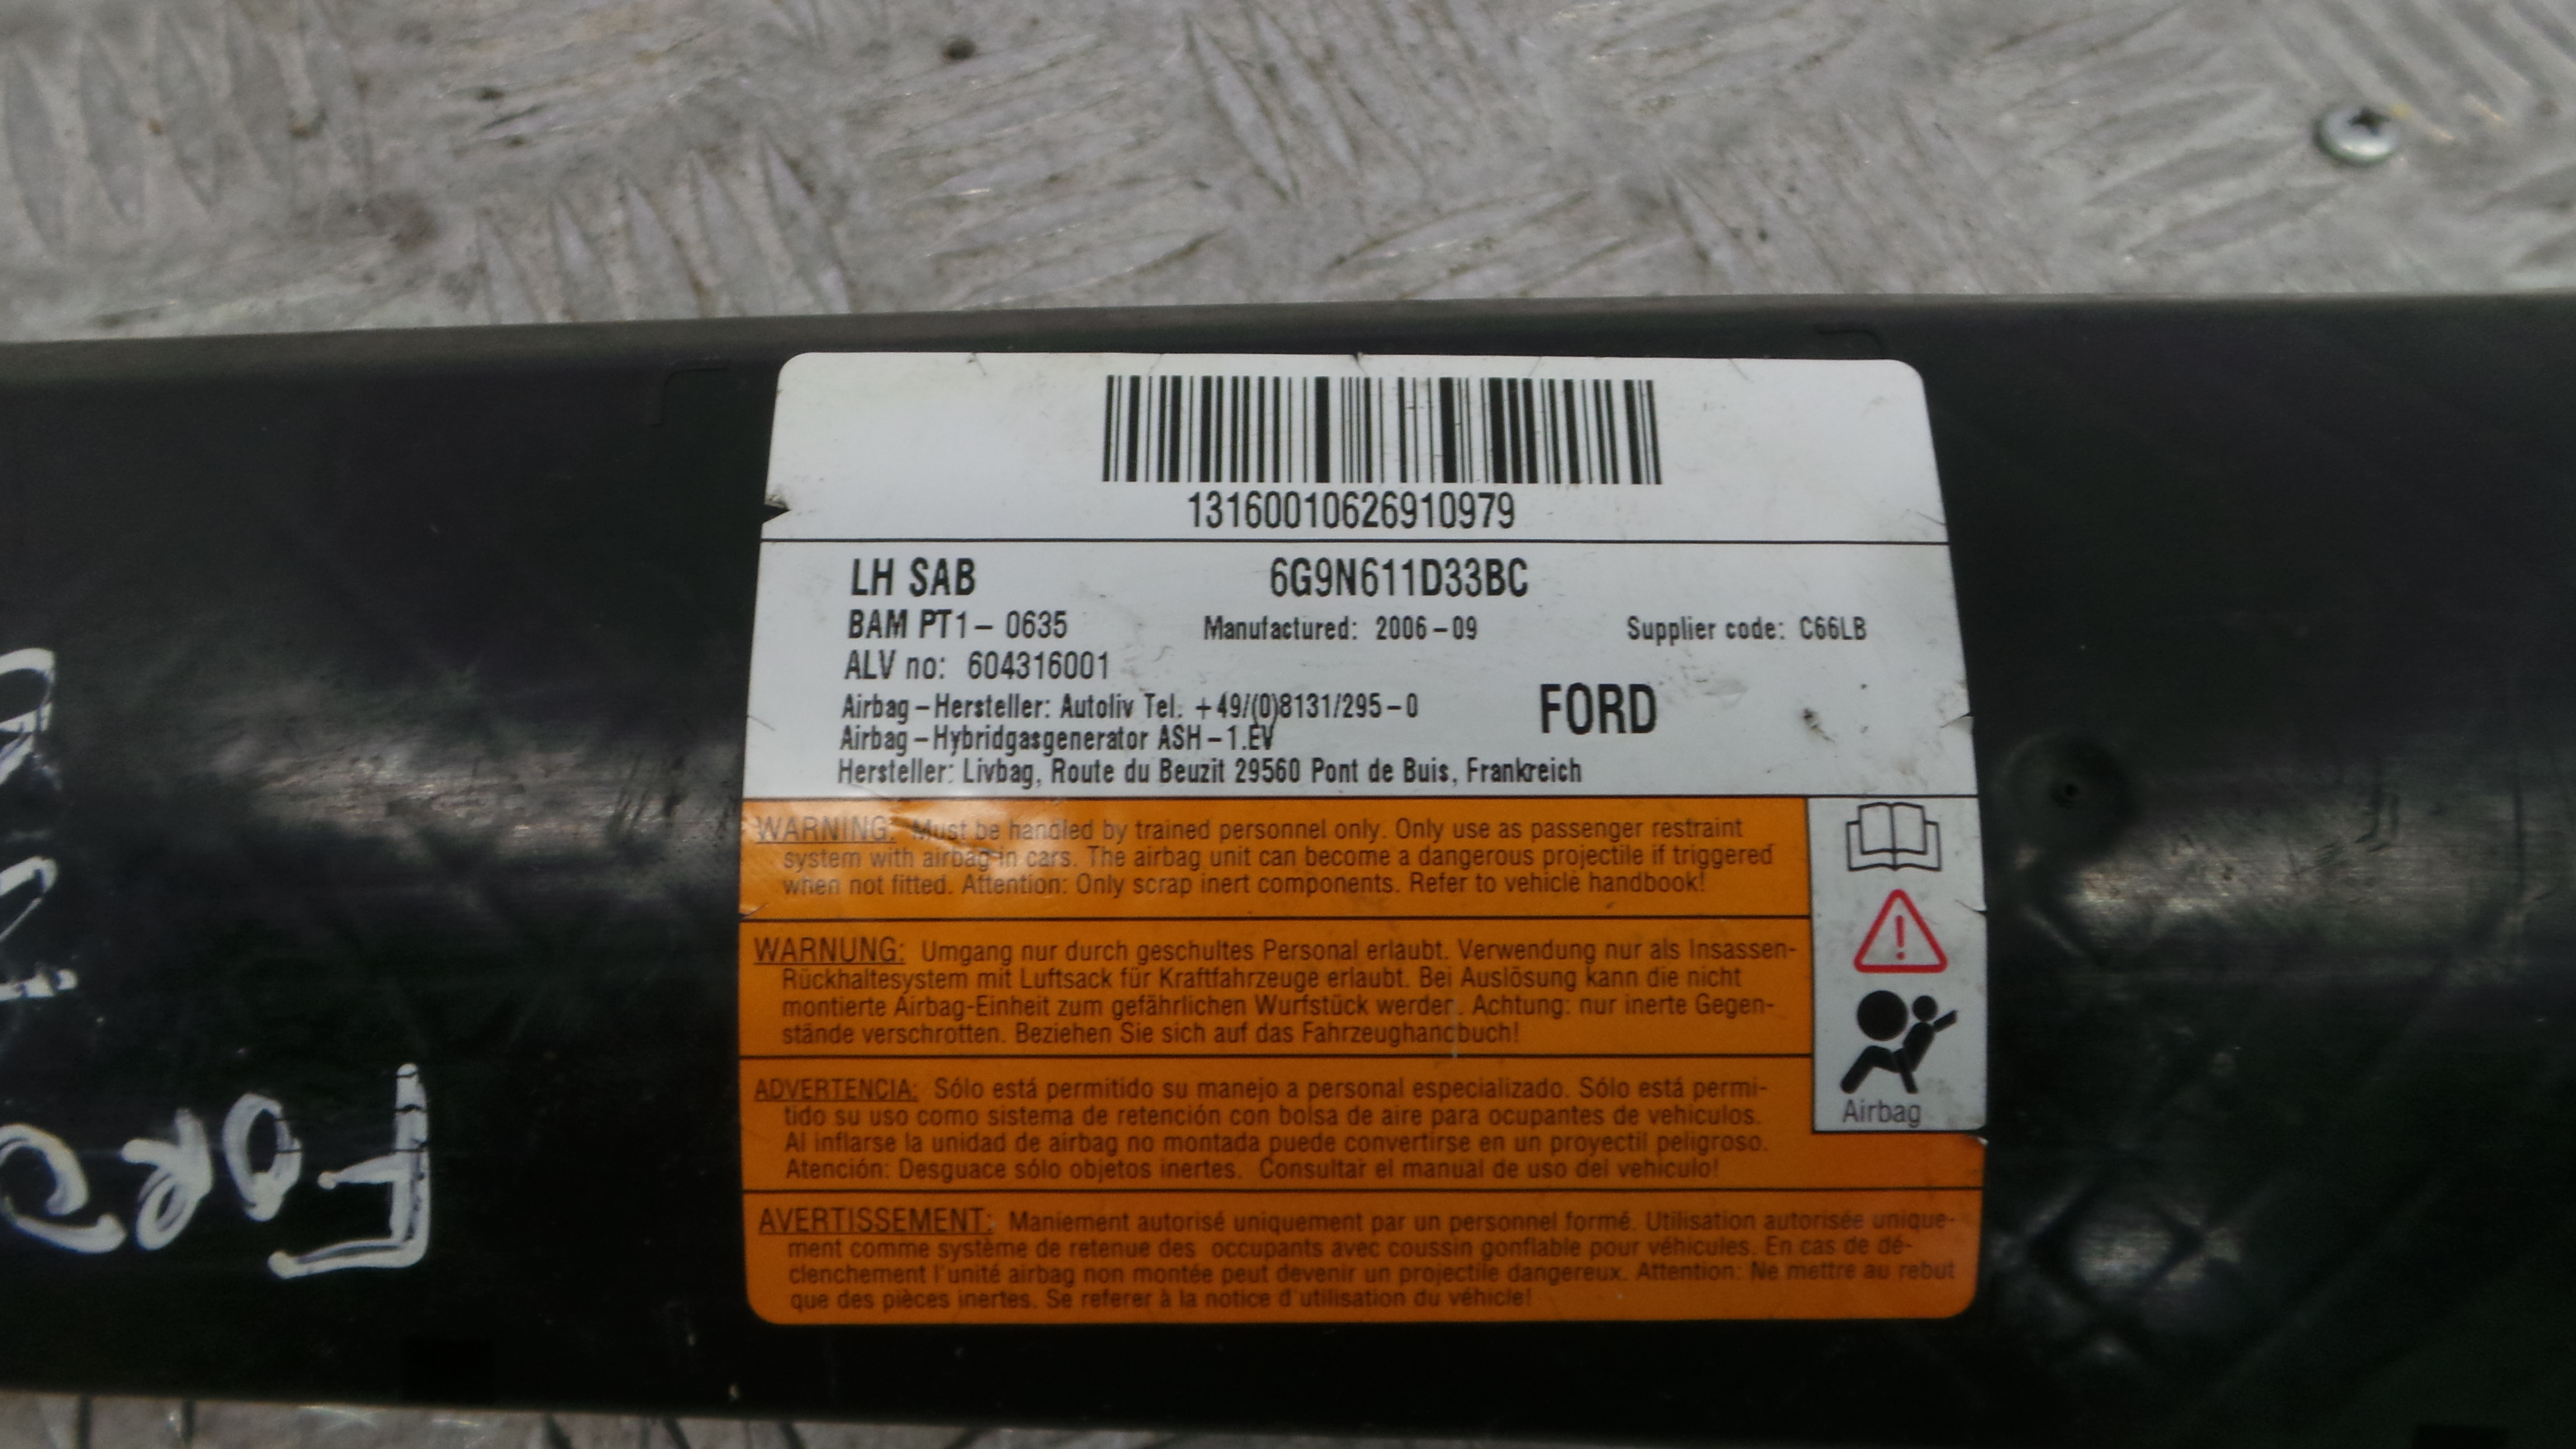 13160010626910979
LH SAB 6G9N611D33BC
BAM PT1– 0635 Manufactured: 2006–09 Supplier code: C66LB
ALV no: 604316001
Airbag–Hersteller: Autoliv Tel. +49/(0)8131/295–0 FORD
Airbag–Hybridgasgenerator ASH–1.EV
Hersteller: Livbag, Route du Beuzit 29560 Pont de Buis, Frankreich
WARNING: Must be handled by trained personnel only. Only use as passenger restraint
system with airbag in cars. The airbag unit can become a dangerous projectile if triggered
when not fitted. Attention: Only scrap inert components. Refer to vehicle handbook!
WARNUNG: Umgang nur durch geschultes Personal erlaubt. Verwendung nur als Insassen-
Rückhaltesystem mit Luftsack für Kraftfahrzeuge erlaubt. Bei Auslösung kann die nicht
montierte Airbag-Einheit zum gefährlichen Wurfstück werden. Achtung: nur inerte Gegen-
stände verschrotten. Beziehen Sie sich auf das Fahrzeughandbuch!
ADVERTENCIA: Sólo está permitido su manejo a personal especializado. Sólo está permi-
tido su uso como sistema de retención con bolsa de aire para ocupantes de vehiculos.
Al inflarse la unidad de airbag no montada puede convertirse en un proyectil peligroso.
Atención: Desguace sólo objetos inertes. Consultar el manual de uso del vehiculo!
Airbag
AVERTISSEMENT: Maniement autorisé uniquement par un personnel formé. Utilisation autorisée unique-
ment comme système de retenue des occupants avec coussin gonflable pour véhicules. En cas de dé-
clenchement l'unité airbag non montée peut devenir un projectile dangereux. Attention: Ne mettre au rebut
que des pièces inertes. Se referer à la notice d'utilisation du véhicle!
FORD